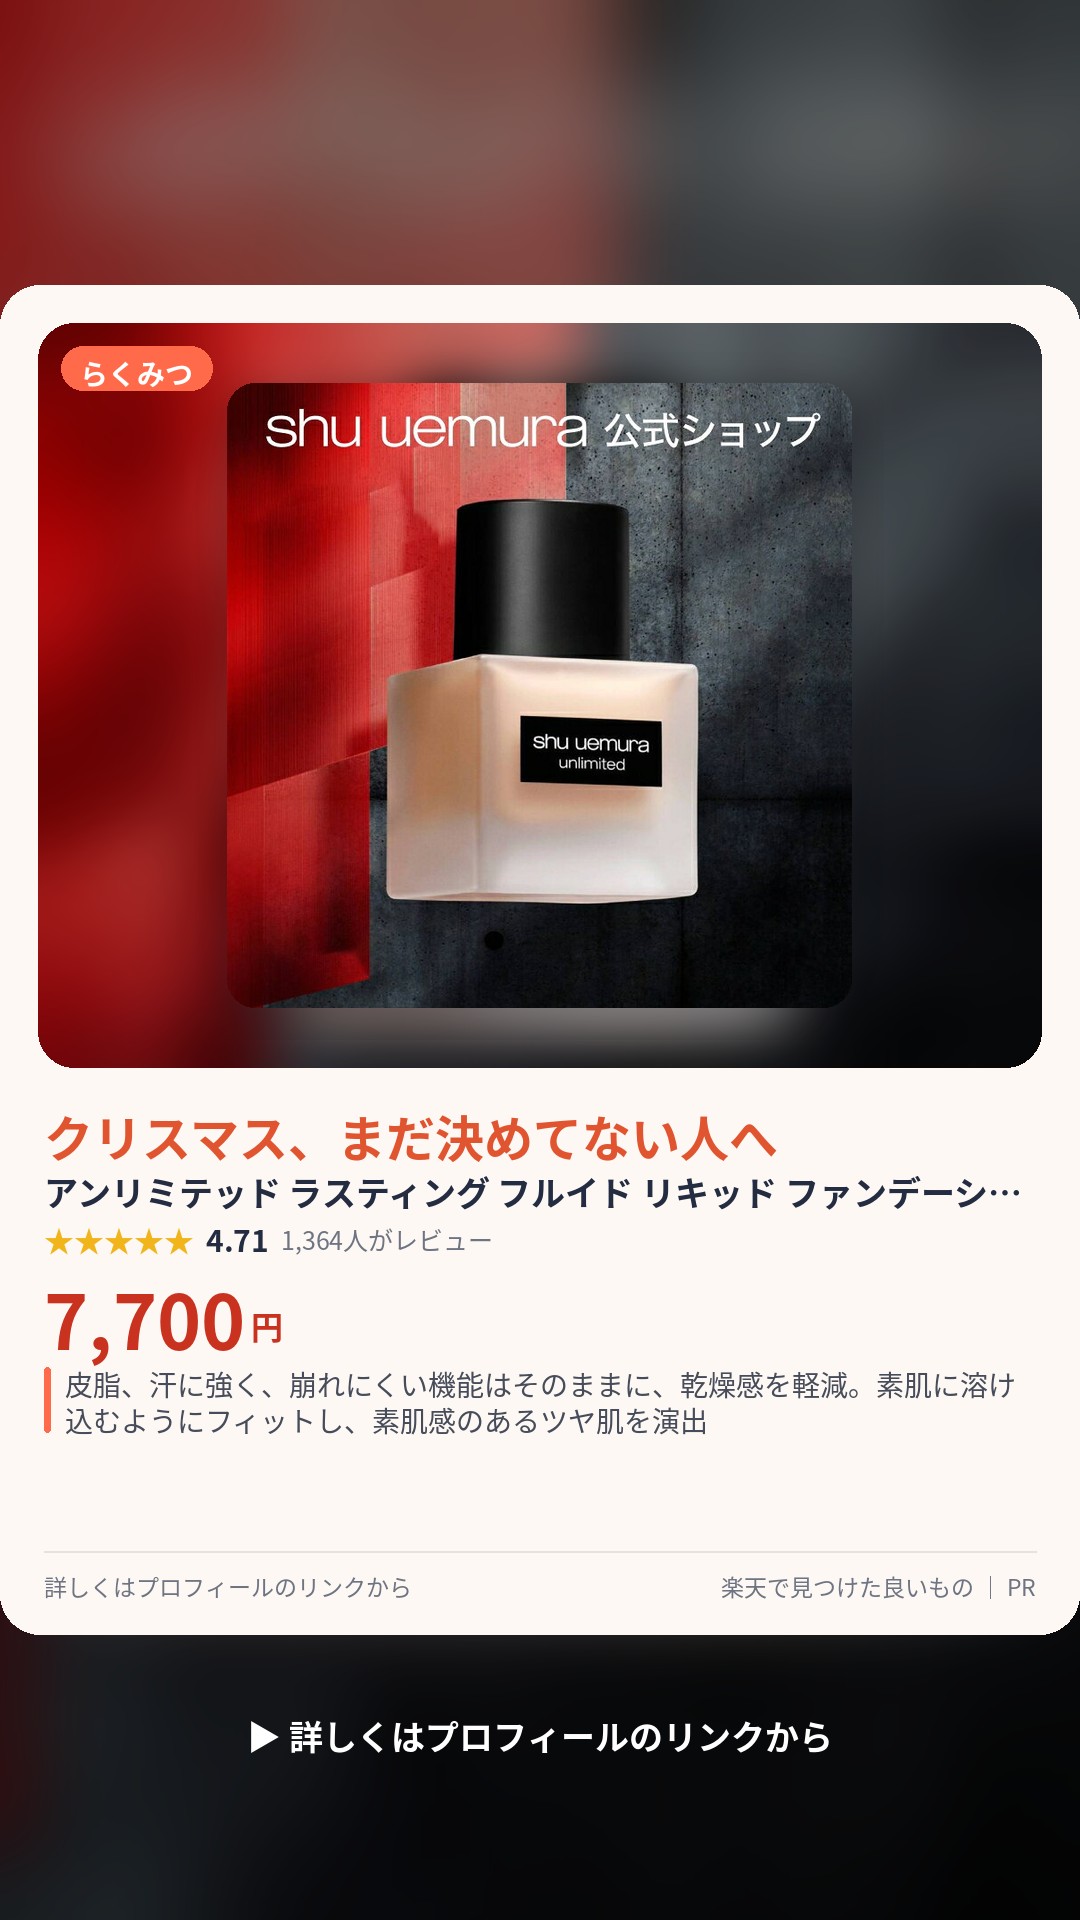 らくみつ
shu uemura 公式ショップ
shu uemura
unlimited
クリスマス、まだ決めてない人へ
アンリミテッド ラスティング フルイド リキッド ファンデーシ…
★★★★★ 4.71 1,364人がレビュー
7,700円
皮脂、汗に強く、崩れにくい機能はそのままに、乾燥感を軽減。素肌に溶け
込むようにフィットし、素肌感のあるツヤ肌を演出
詳しくはプロフィールのリンクから
楽天で見つけた良いもの｜PR
▶ 詳しくはプロフィールのリンクから